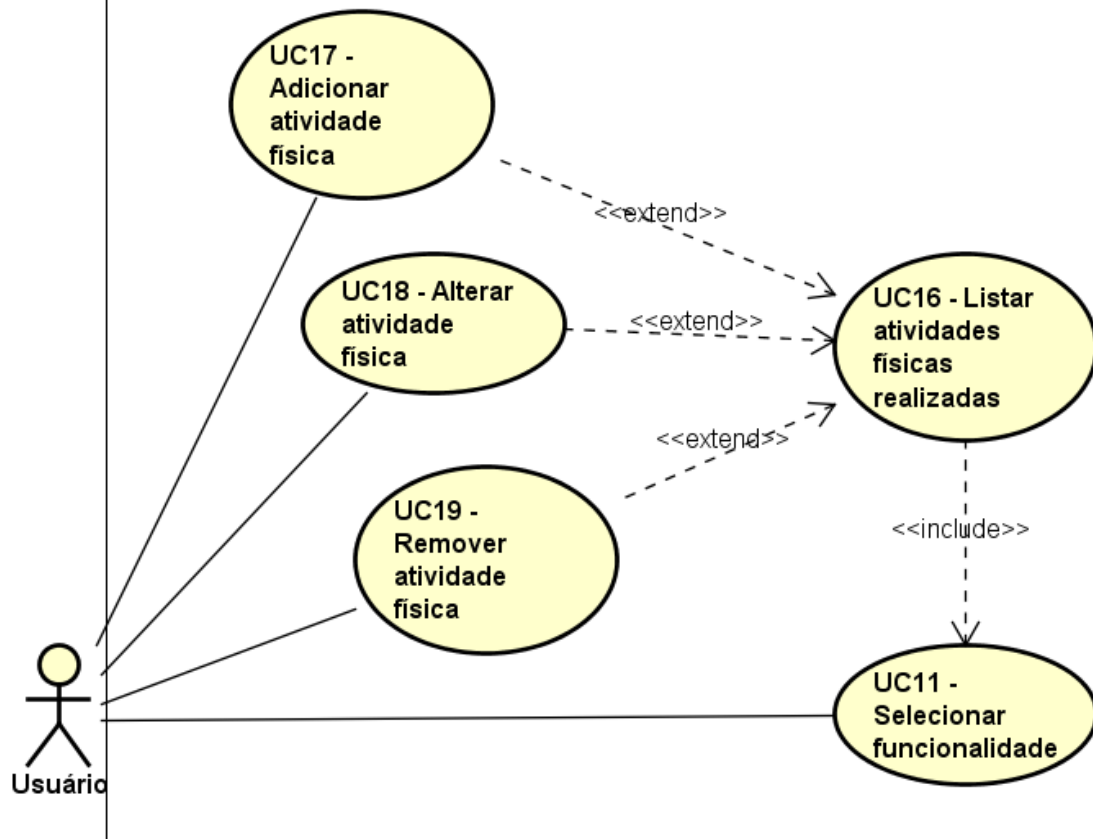 UC17 -
Adicionar
atividade
física
<<extend>>
UC18 - Alterar
atividade
física
<<extend>>
UC16 - Listar
atividades
físicas
realizadas
<<extend>>
UC19 -
Remover
atividade
física
<<include>>
UC11 -
Selecionar
funcionalidade
Usuário